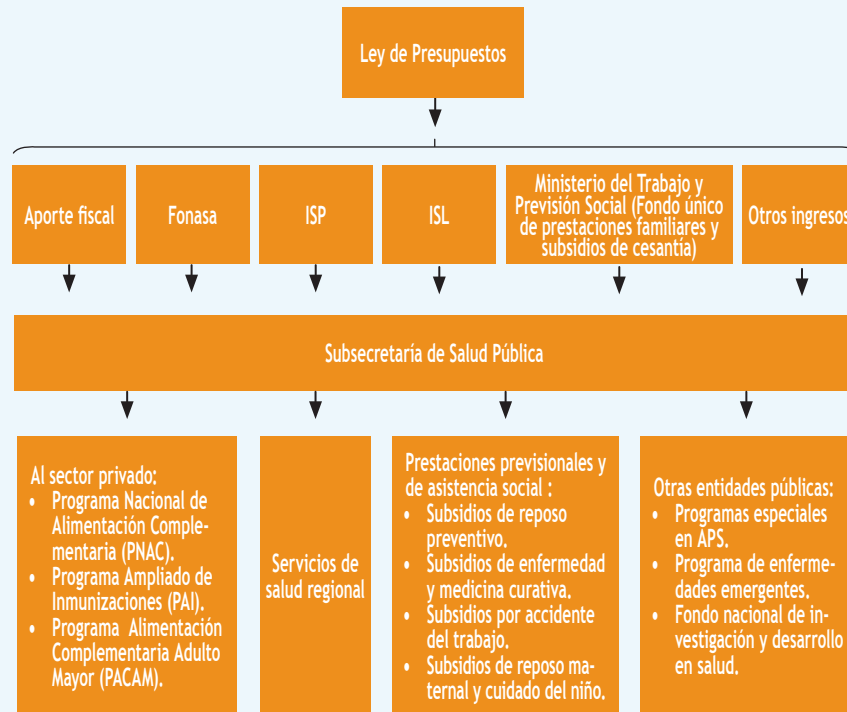 Ley de Presupuestos
Aporte fiscal
Fonasa
ISP
ISL
Ministerio del Trabajo y
Previsión Social (Fondo único
de prestaciones familiares y
subsidios de cesantía)
Otros ingresos
Subsecretaría de Salud Pública
Al sector privado:
• Programa Nacional de
Alimentación Comple-
mentaria (PNAC).
• Programa Ampliado de
Inmunizaciones (PAI).
• Programa Alimentación
Complementaria Adulto
Mayor (PACAM).
Servicios de
salud regional
Prestaciones previsionales y
de asistencia social :
• Subsidios de reposo
preventivo.
• Subsidios de enfermedad
y medicina curativa.
• Subsidios por accidente
del trabajo.
• Subsidios de reposo ma-
ternal y cuidado del niño.
Otras entidades públicas:
• Programas especiales
en APS.
• Programa de enferme-
dades emergentes.
• Fondo nacional de in-
vestigación y desarrollo
en salud.